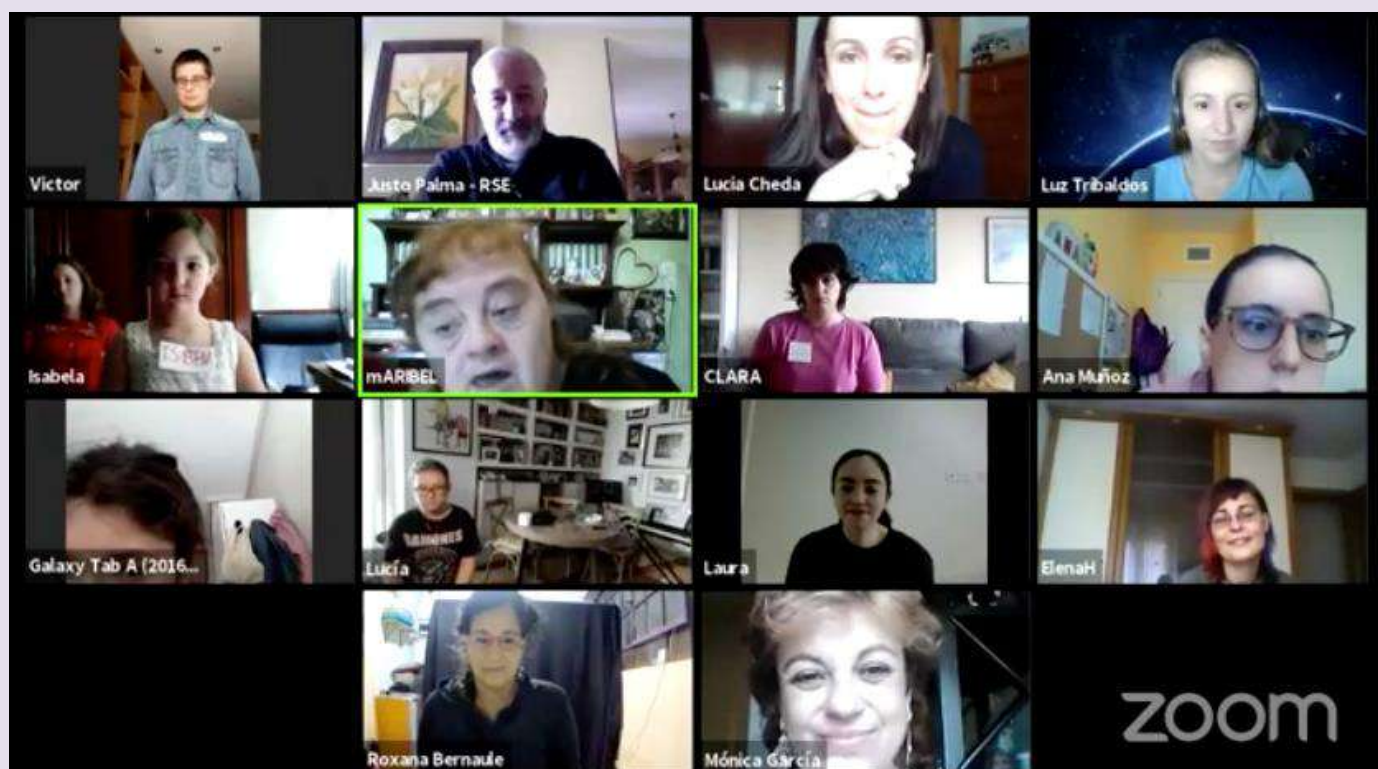 Victor
Justo Palma - RSE
Lucía Cheda
Luz Tribaldos
Isabela
mARIBEL
CLARA
Ana Muñoz
Galaxy Tab A (2016...
Lucía
Laura
ElenaH
Roxana Bernaule
Mónica García
zoom